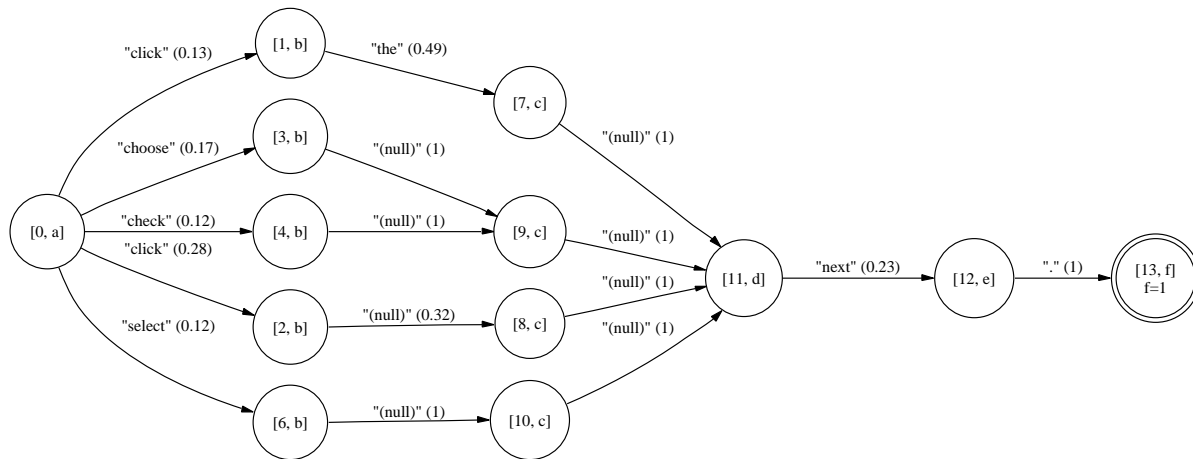 [1, b]
"click" (0.13)
"the" (0.49)
[7, c]
[3, b]
"(null)" (1)
"choose" (0.17)
"(null)" (1)
[0, a]
"check" (0.12)
[4, b]
"(null)" (1)
[9, c]
"(null)" (1)
"click" (0.28)
[11, d]
"next" (0.23)
[12, e]
"." (1)
[13, f]
f=1
"(null)" (1)
"select" (0.12)
[2, b]
"(null)" (0.32)
[8, c]
"(null)" (1)
[6, b]
"(null)" (1)
[10, c]